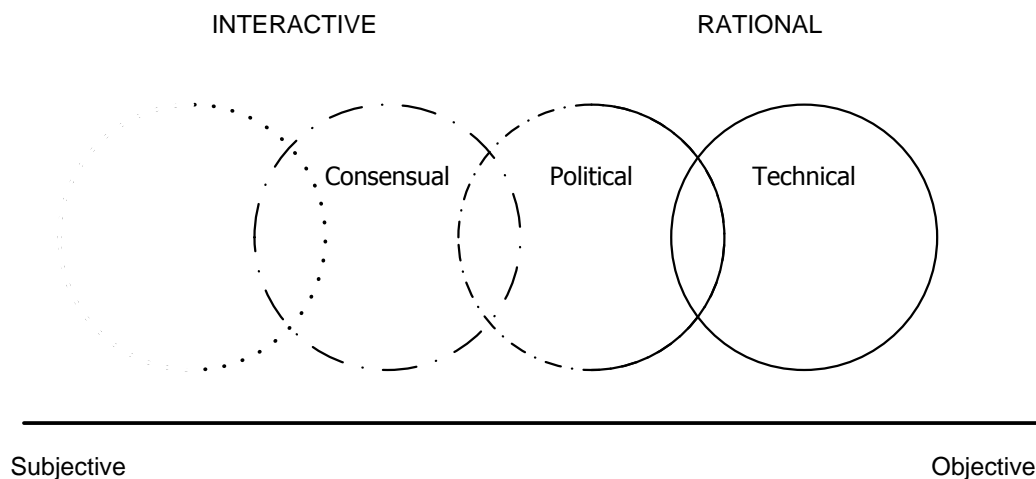 INTERACTIVE RATIONAL
Consensual Political Technical
Subjective Objective